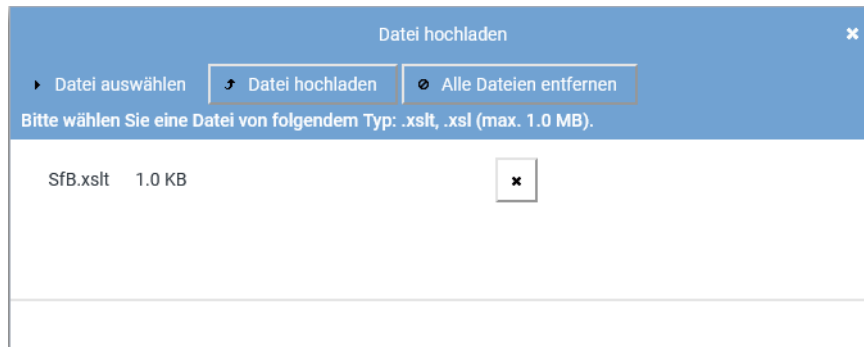 Datei hochladen
Datei auswählen Datei hochladen Alle Dateien entfernen
Bitte wählen Sie eine Datei von folgendem Typ: .xslt, .xsl (max. 1.0 MB).
SfB.xslt 1.0 KB